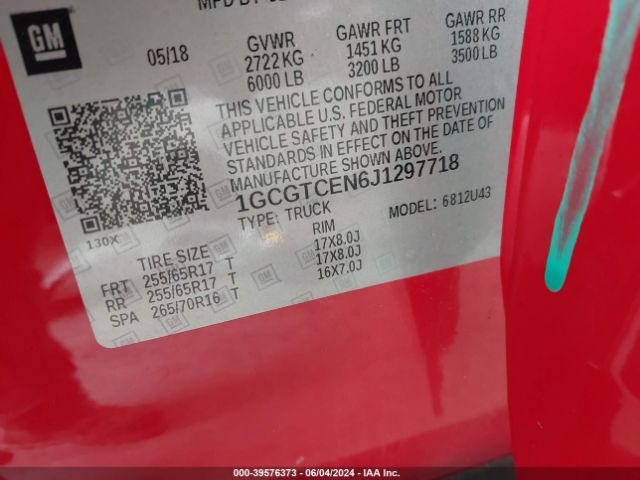 GM
MFD BY
05/18
GVWR
2722 KG
6000 LB
GAWR FRT
1451 KG
3200 LB
GAWR RR
1588 KG
3500 LB
THIS VEHICLE CONFORMS TO ALL
APPLICABLE U.S. FEDERAL MOTOR
VEHICLE SAFETY AND THEFT PREVENTION
STANDARDS IN EFFECT ON THE DATE OF
MANUFACTURE SHOWN ABOVE.
1GCGTCEN6J1297718
TYPE: TRUCK
MODEL: 6812U43
130X
TIRE SIZE
RIM
FRT 255/65R17 T 17X8.0J
RR 255/65R17 T 17X8.0J
SPA 265/70R16 T 16X7.0J
000-39576373 - 06/04/2024 - IAA Inc.